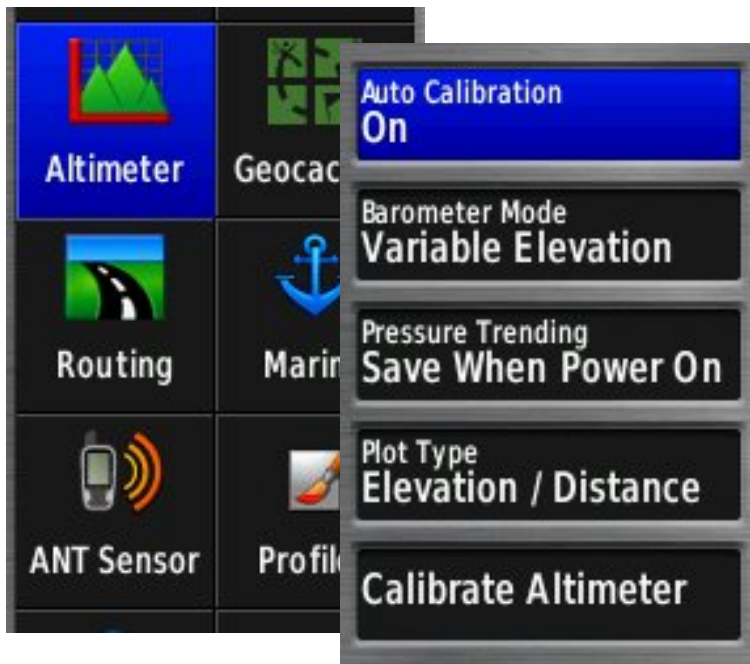 Altimeter
Routing
ANT Sensor
Auto Calibration
On
Barometer Mode
Variable Elevation
Pressure Trending
Save When Power On
Plot Type
Elevation / Distance
Calibrate Altimeter